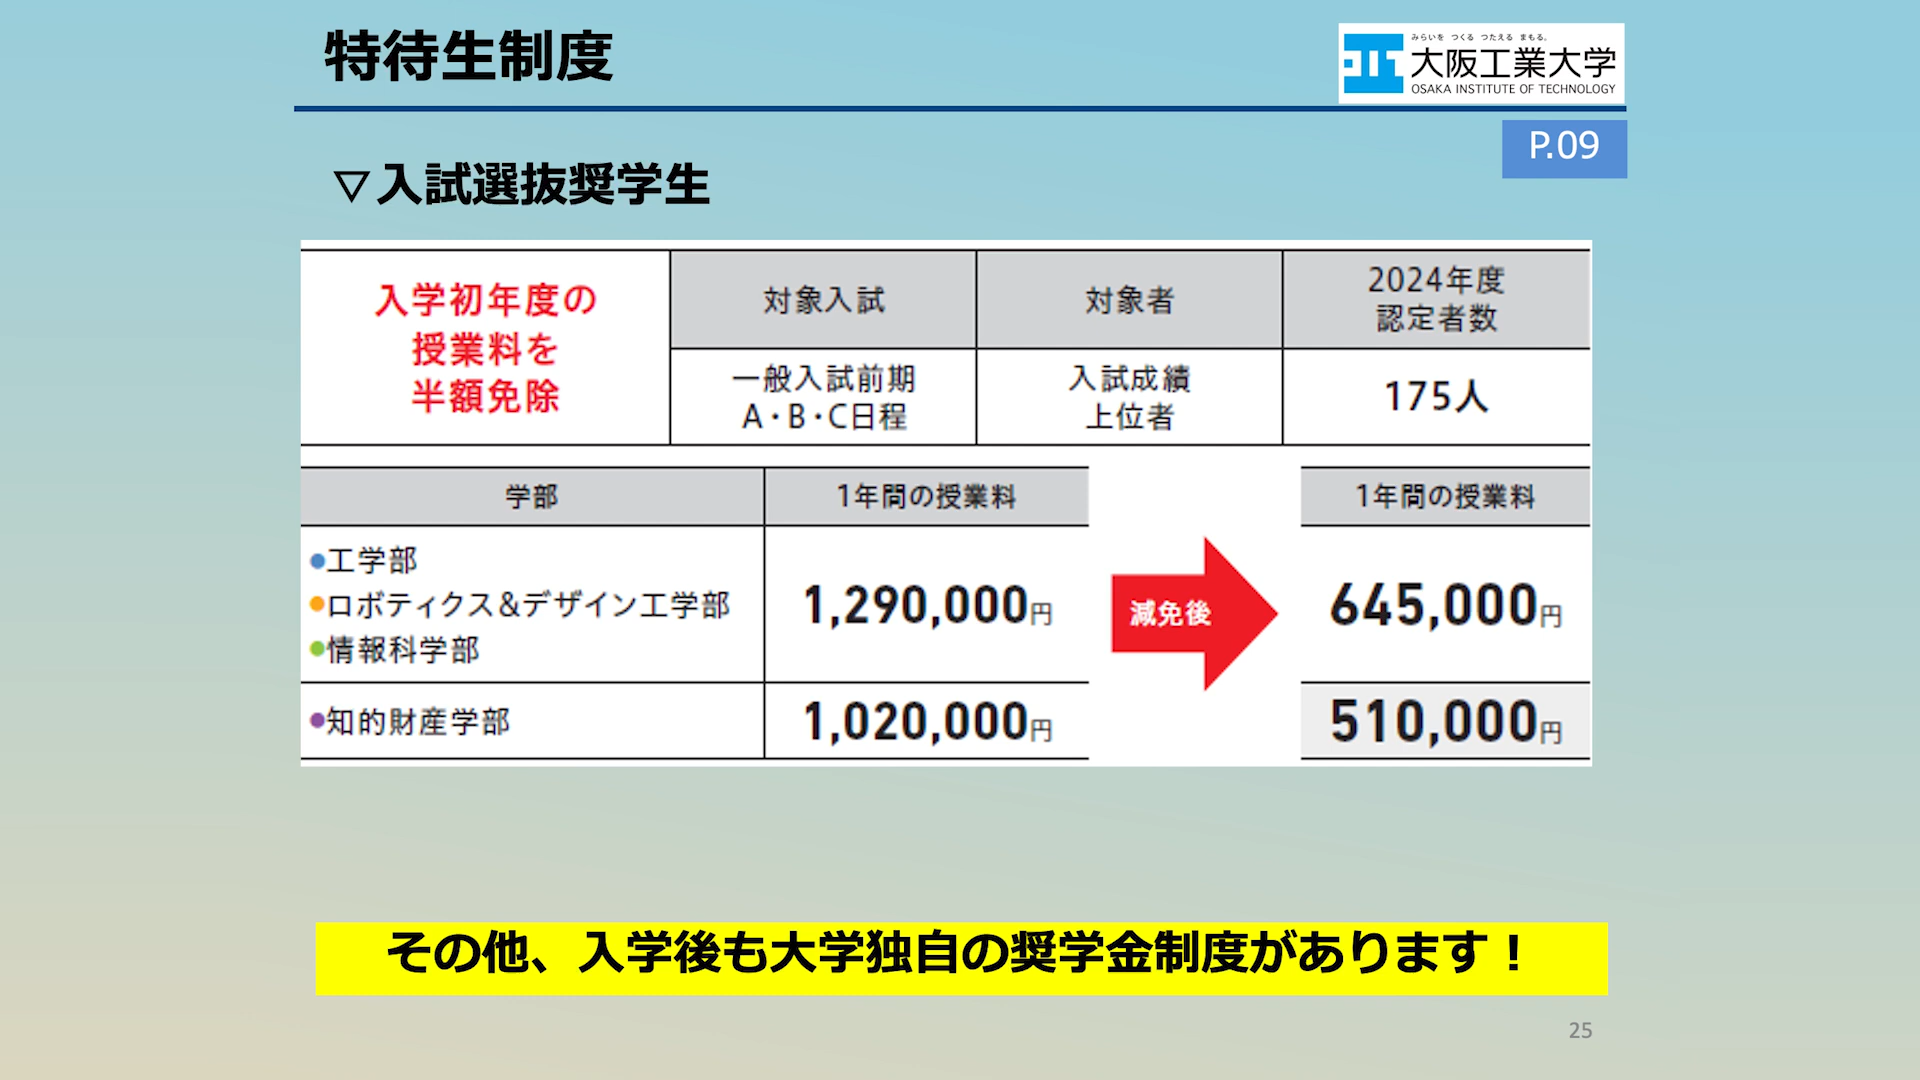 特待生制度
みらいを つくる つたえる まもる。
大阪工業大学
OSAKA INSTITUTE OF TECHNOLOGY
P.09
▽入試選抜奨学生
入学初年度の
授業料を
半額免除
対象入試
対象者
2024年度
認定者数
一般入試前期
A・B・C日程
入試成績
上位者
175人
学部
1年間の授業料
1年間の授業料
●工学部
●ロボティクス&デザイン工学部
●情報科学部
1,290,000円
減免後
645,000円
●知的財産学部
1,020,000円
510,000円
その他、入学後も大学独自の奨学金制度があります！
25